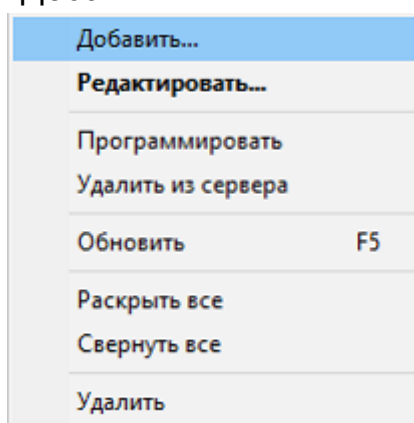 Добавить...
Редактировать...
Программировать
Удалить из сервера
Обновить F5
Раскрыть все
Свернуть все
Удалить